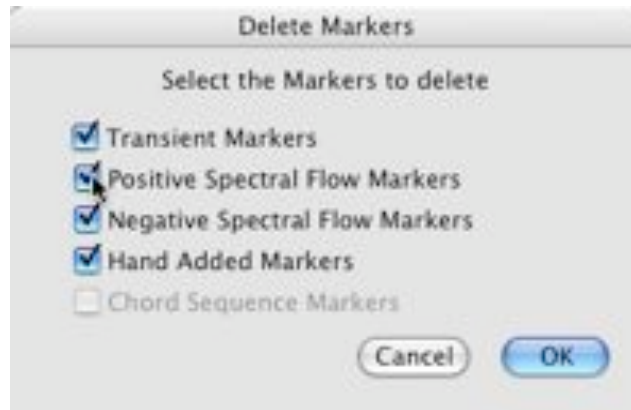 Delete Markers
Select the Markers to delete
Transient Markers
Positive Spectral Flow Markers
Negative Spectral Flow Markers
Hand Added Markers
Chord Sequence Markers
Cancel OK